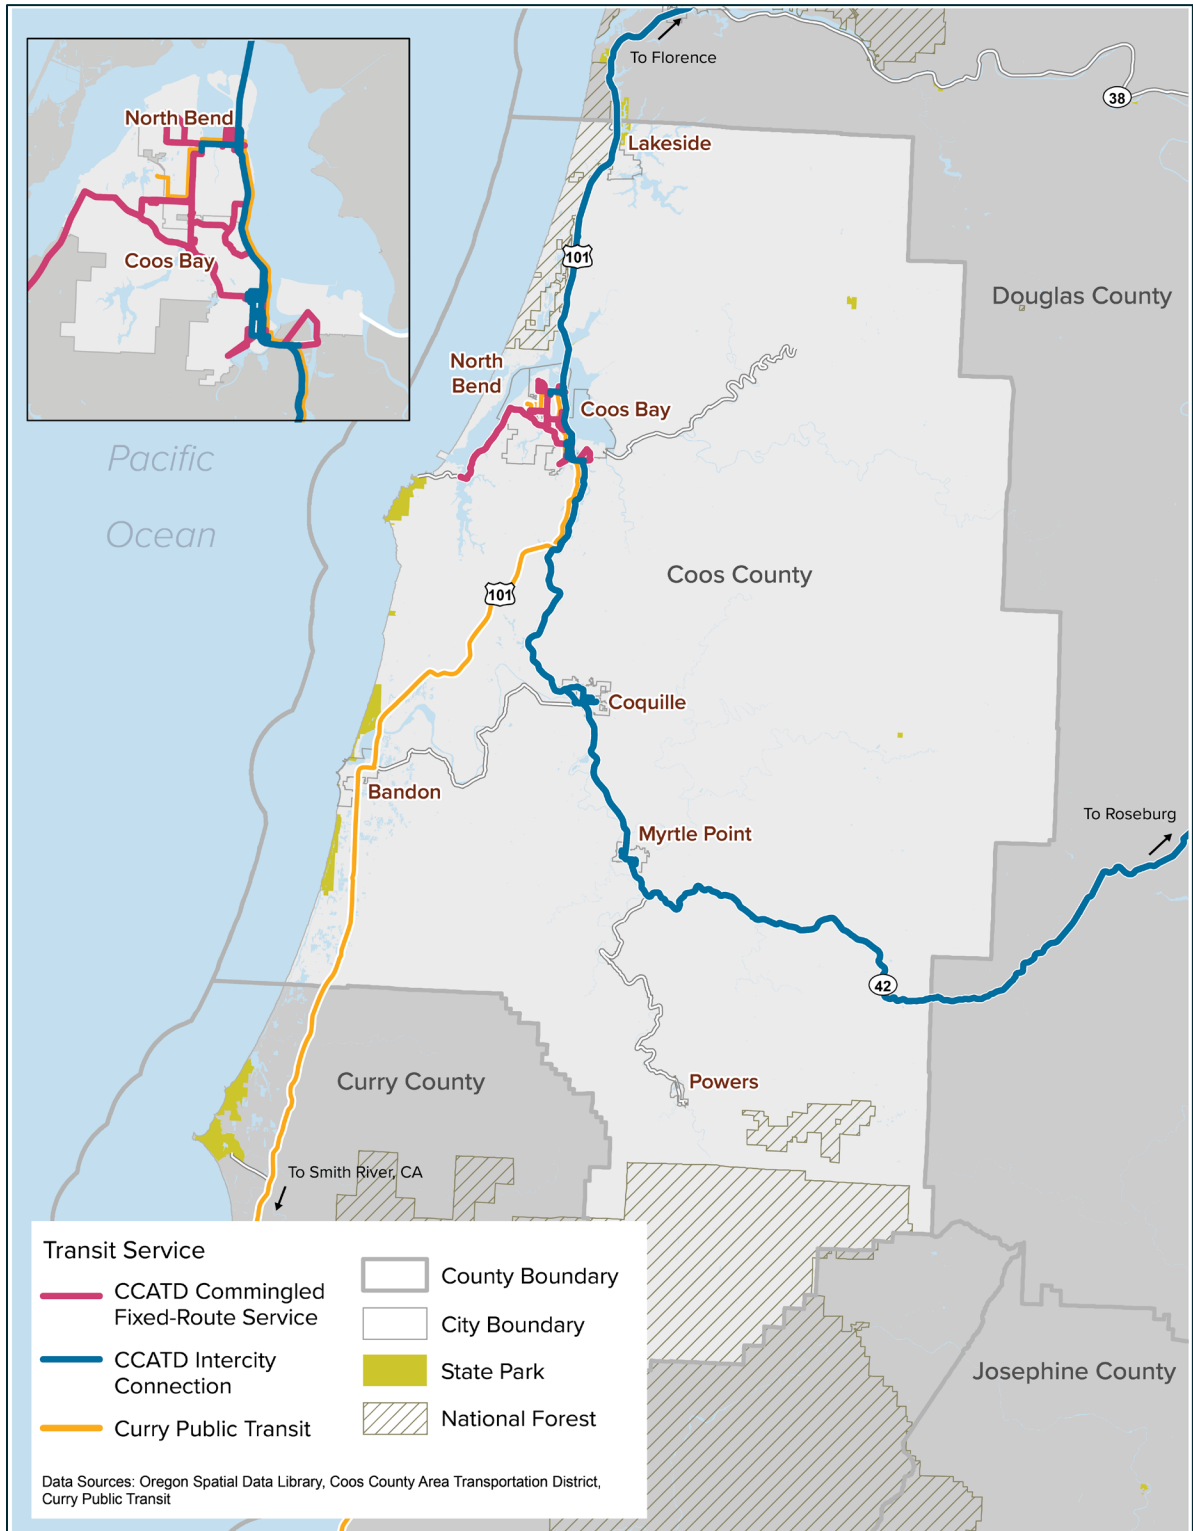 To Florence
38
North Bend
Lakeside
Coos Bay
101
Douglas County
North
Bend
Coos Bay
Pacific
Ocean
Coos County
101
Coquille
Bandon
To Roseburg
Myrtle Point
42
Curry County
Powers
To Smith River, CA
Transit Service
CCATD Commingled
Fixed-Route Service
CCATD Intercity
Connection
Curry Public Transit
County Boundary
City Boundary
State Park
National Forest
Josephine County
Data Sources: Oregon Spatial Data Library, Coos County Area Transportation District,
Curry Public Transit